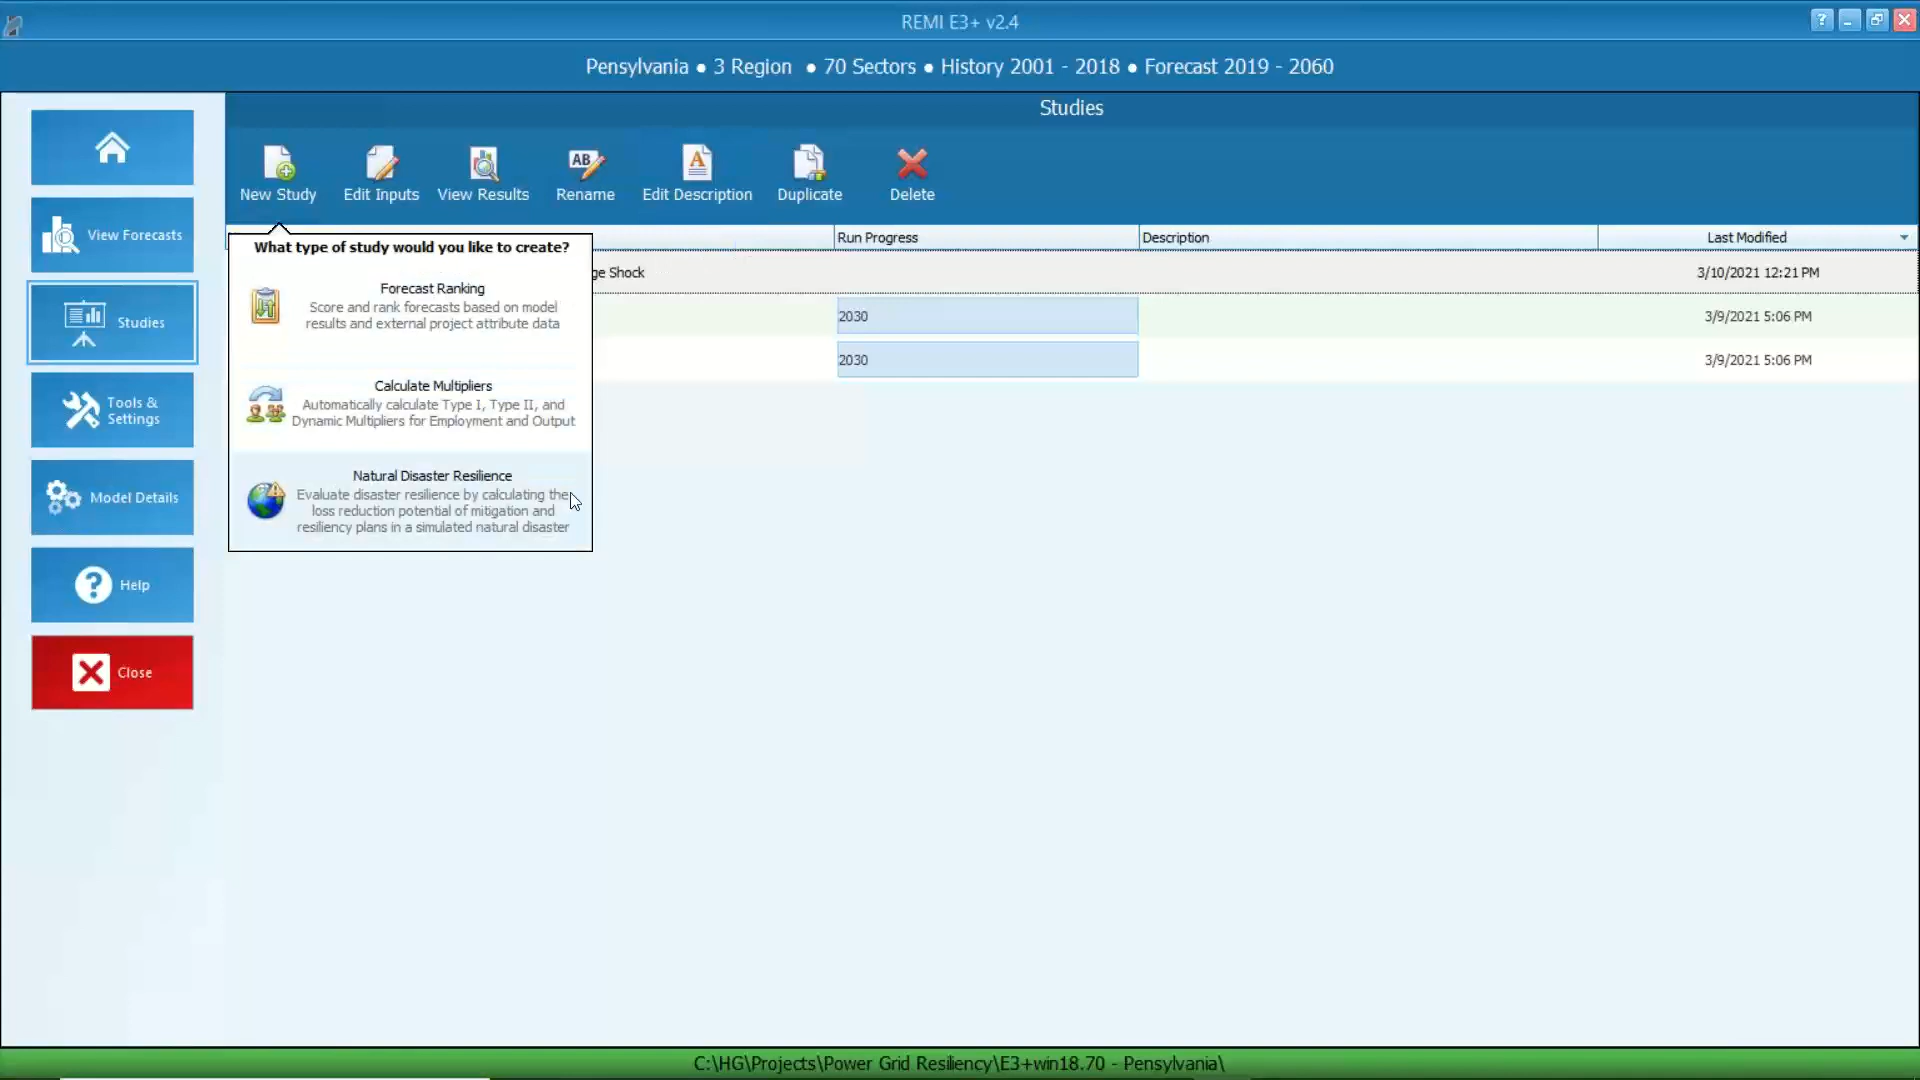 REMI E3+ v2.4
Pensylvania • 3 Region • 70 Sectors • History 2001 - 2018 • Forecast 2019 - 2060
Studies
New Study
Edit Inputs
View Results
AB
Rename
A
Edit Description
Duplicate
Delete
View Forecasts
Studies
Tools &
Settings
Model Details
? Help
Close
What type of study would you like to create?
Forecast Ranking
Score and rank forecasts based on model
results and external project attribute data
Calculate Multipliers
Automatically calculate Type I, Type II, and
Dynamic Multipliers for Employment and Output
Natural Disaster Resilience
Evaluate disaster resilience by calculating the
loss reduction potential of mitigation and
resiliency plans in a simulated natural disaster
Run Progress
Description
Last Modified
ge Shock
3/10/2021 12:21 PM
2030
3/9/2021 5:06 PM
2030
3/9/2021 5:06 PM
C:\HG\Projects\Power Grid Resiliency\E3+win18.70 - Pensylvania\